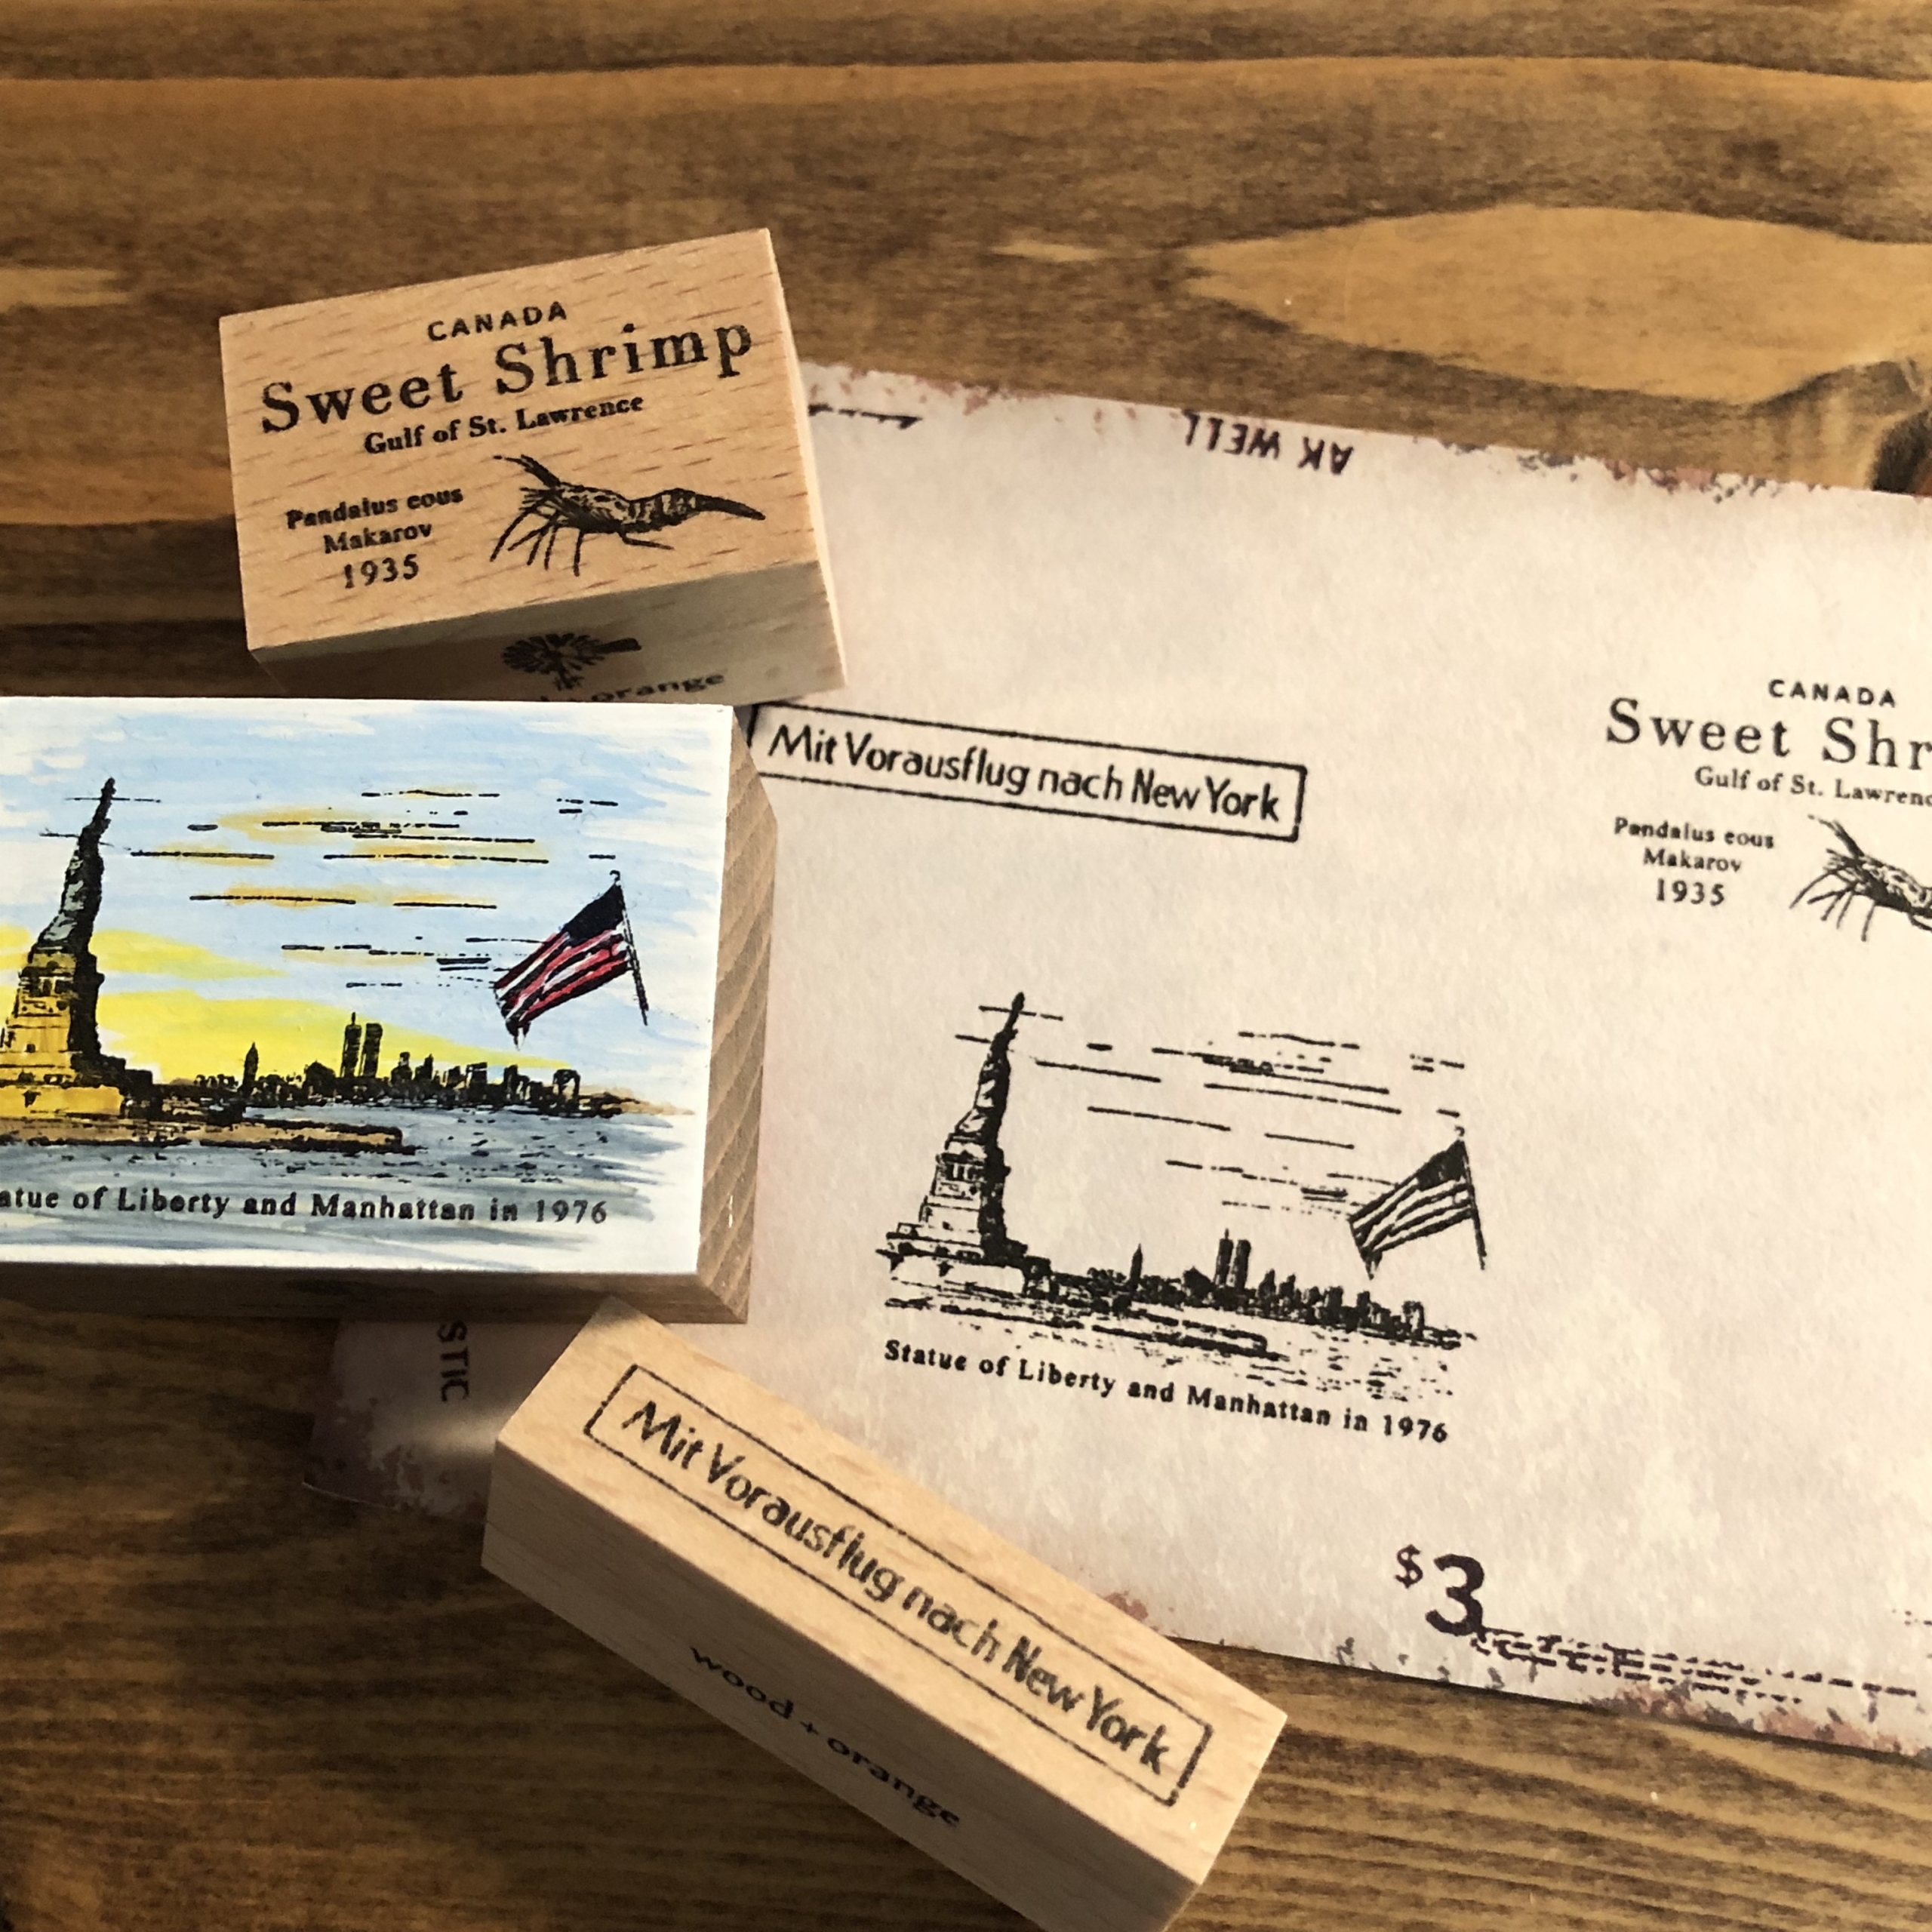 CANADA
Sweet Shrimp
Gulf of St. Lawrence
Pandalus eous
Makarov
1935
orange
AK WELL
Mit Vorausflug nach New York
CANADA
Sweet Shr
Gulf of St. Lawrenc
Pandalus eous
Makarov
1935
atue of Liberty and Manhattan in 1976
Statue of Liberty and Manhattan in 1976
STIC
Mit Vorausflug nach New York
wood + orange
$3